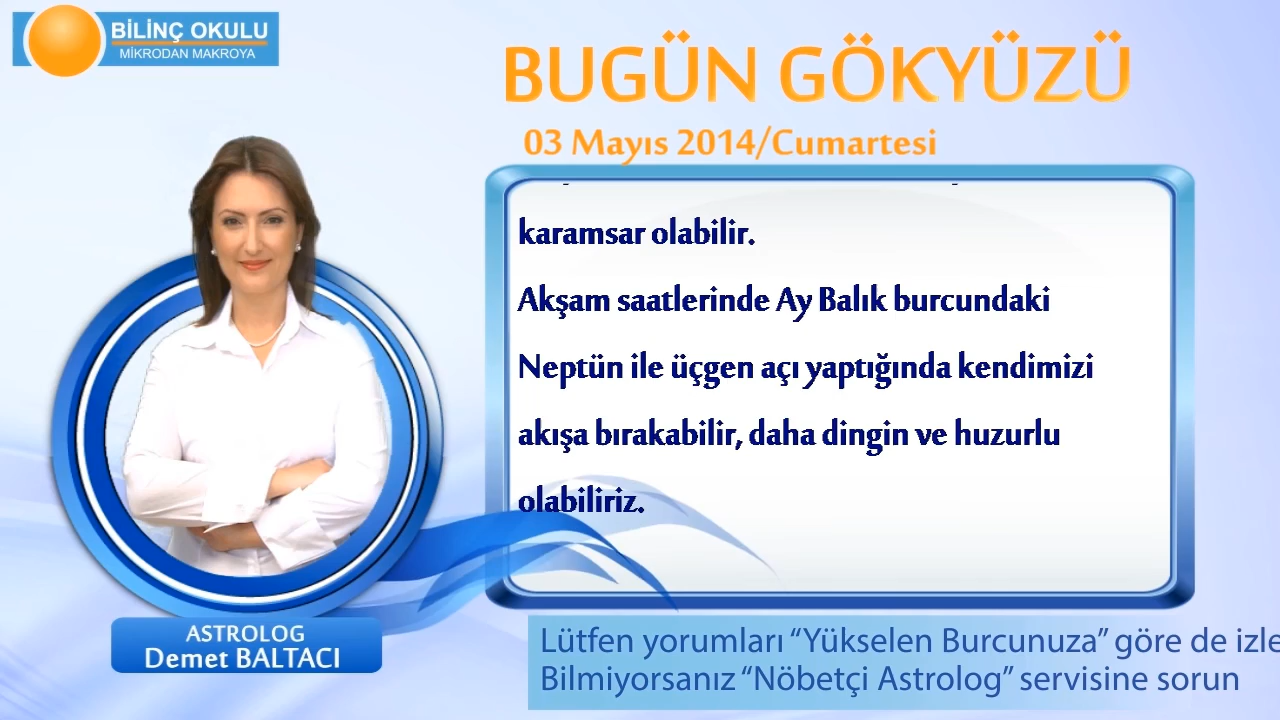 BİLİNÇ OKULU
MİKRODAN MAKROYA
BUGÜN GÖKYÜZÜ
03 Mayıs 2014/Cumartesi
karamsar olabilir.
Akşam saatlerinde Ay Balık burcundaki
Neptün ile üçgen açı yaptığında kendimizi
akışa bırakabilir, daha dingin ve huzurlu
olabiliriz.
ASTROLOG
Demet BALTACI
Lütfen yorumları “Yükselen Burcunuza” göre de izle
Bilmiyorsanız “Nöbetçi Astrolog” servisine sorun